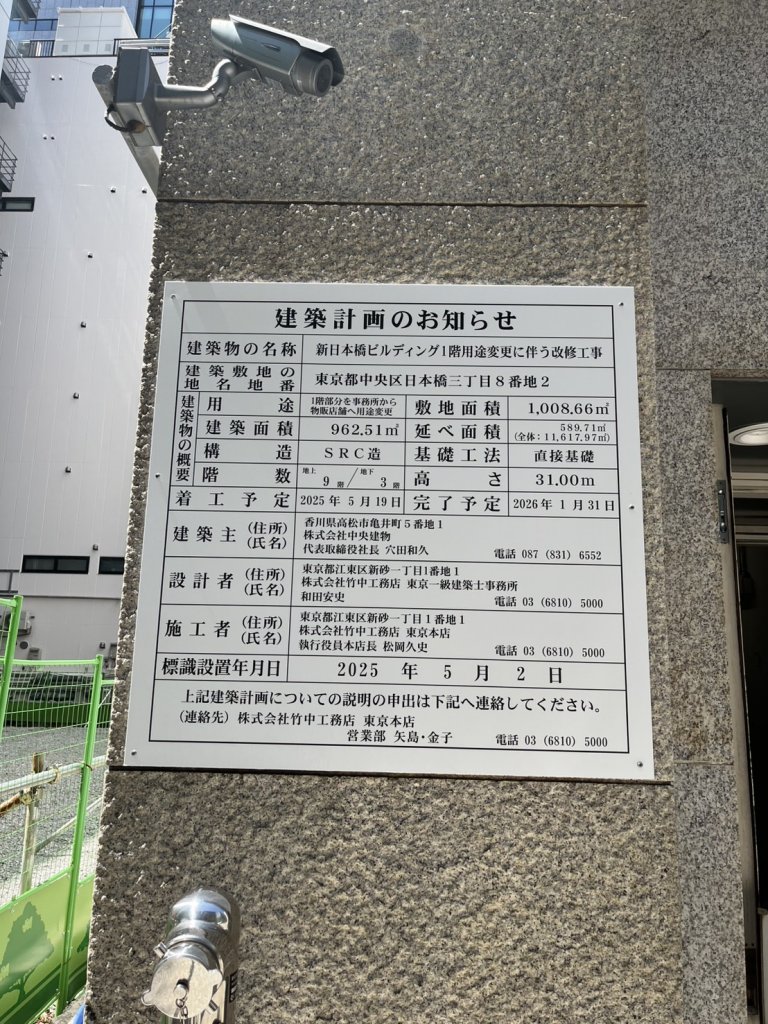 建築計画のお知らせ
建築物の名称 新日本橋ビルディング1階用途変更に伴う改修工事
建築敷地の
地名地番 東京都中央区日本橋三丁目8番地2
建築物の概要
用途 1階部分を事務所から
物販店舗へ用途変更
敷地面積 1,008.66㎡
建築面積 962.51㎡
延べ面積 589.71㎡
(全体:11,617.97㎡)
構造 SRC造
基礎工法 直接基礎
階数 地上9階/地下3階
高さ 31.00m
着工予定 2025年5月19日
完了予定 2026年1月31日
建築主(住所)
(氏名)
香川県高松市亀井町5番地1
株式会社中央建物
代表取締役社長 穴田和久 電話 087(831)6552
設計者(住所)
(氏名)
東京都江東区新砂一丁目1番地1
株式会社竹中工務店 東京一級建築士事務所
和田安史 電話 03(6810)5000
施工者(住所)
(氏名)
東京都江東区新砂一丁目1番地1
株式会社竹中工務店 東京本店
執行役員本店長 松岡久史 電話 03(6810)5000
標識設置年月日 2025年5月2日
上記建築計画についての説明の申出は下記へ連絡してください。
(連絡先)株式会社竹中工務店 東京本店
営業部 矢島・金子 電話 03(6810)5000